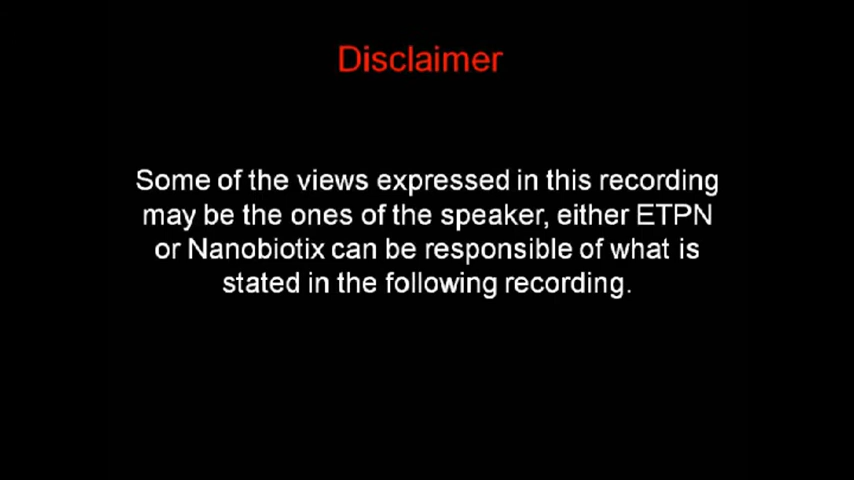 Disclaimer
Some of the views expressed in this recording
may be the ones of the speaker, either ETPN
or Nanobiotix can be responsible of what is
stated in the following recording.